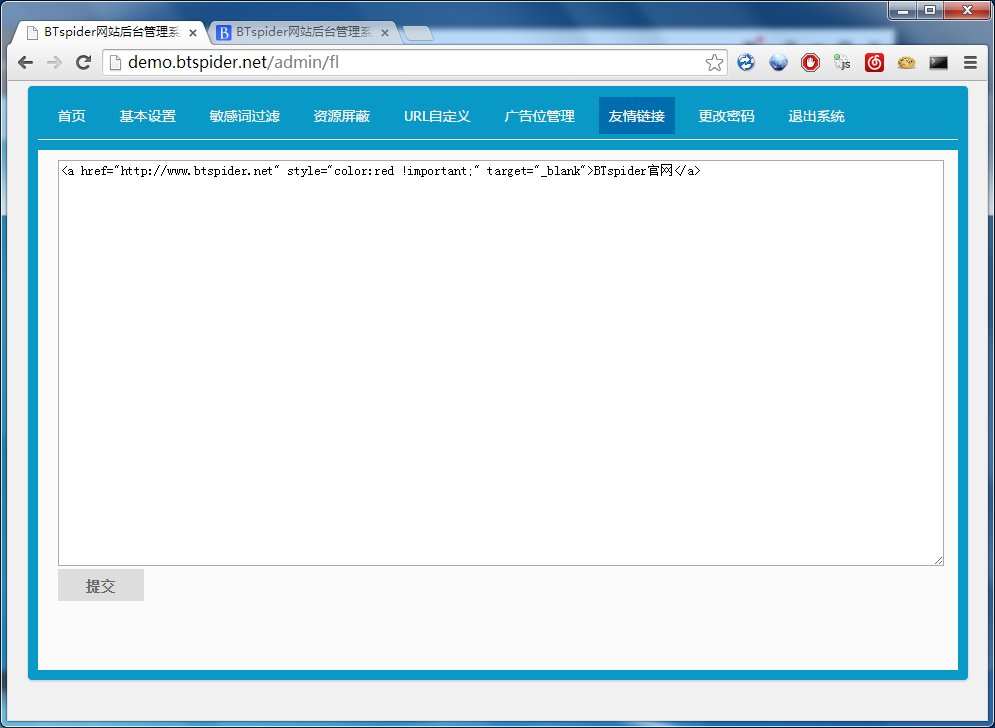 BTspider网站后台管理系
BTspider网站后台管理系
demo.btspider.net/admin/fl
js
首页
基本设置
敏感词过滤
资源屏蔽
URL自定义
广告位管理
友情链接
更改密码
退出系统
<a href="http://www.btspider.net" style="color:red !important;" target="_blank">BTspider官网</a>
提交